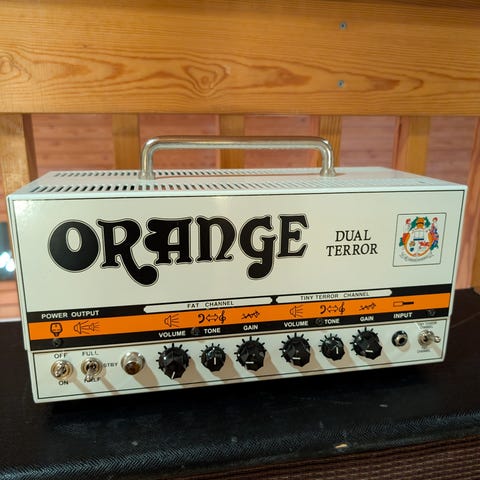 ORANGE
DUAL
TERROR
FAT CHANNEL
TINY TERROR CHANNEL
POWER OUTPUT
VOLUME TONE GAIN
VOLUME TONE GAIN
INPUT
OFF
ON
FULL
STBY
HALF
CHANNEL